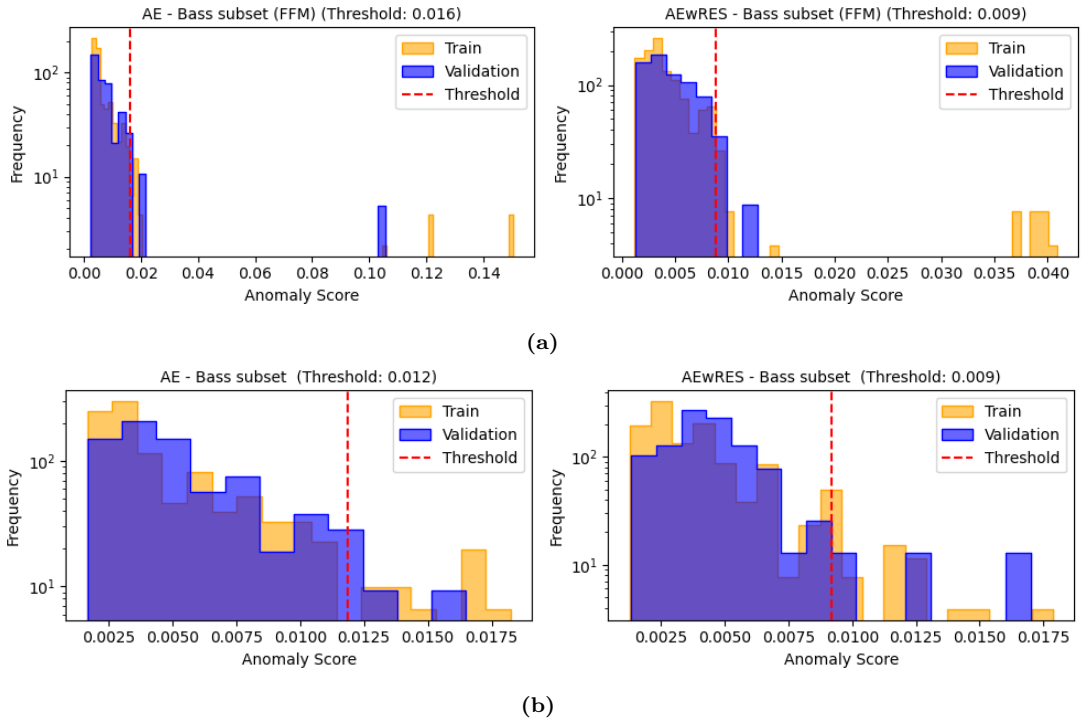 AE - Bass subset (FFM) (Threshold: 0.016)
Frequency
10²
10¹
Train
Validation
Threshold
0.00 0.02 0.04 0.06 0.08 0.10 0.12 0.14
Anomaly Score
AEwRES - Bass subset (FFM) (Threshold: 0.009)
Frequency
10²
10¹
Train
Validation
Threshold
0.000 0.005 0.010 0.015 0.020 0.025 0.030 0.035 0.040
Anomaly Score
(a)
AE - Bass subset (Threshold: 0.012)
Frequency
10²
10¹
Train
Validation
Threshold
0.0025 0.0050 0.0075 0.0100 0.0125 0.0150 0.0175
Anomaly Score
AEwRES - Bass subset (Threshold: 0.009)
Frequency
10²
10¹
Train
Validation
Threshold
0.0025 0.0050 0.0075 0.0100 0.0125 0.0150 0.0175
Anomaly Score
(b)